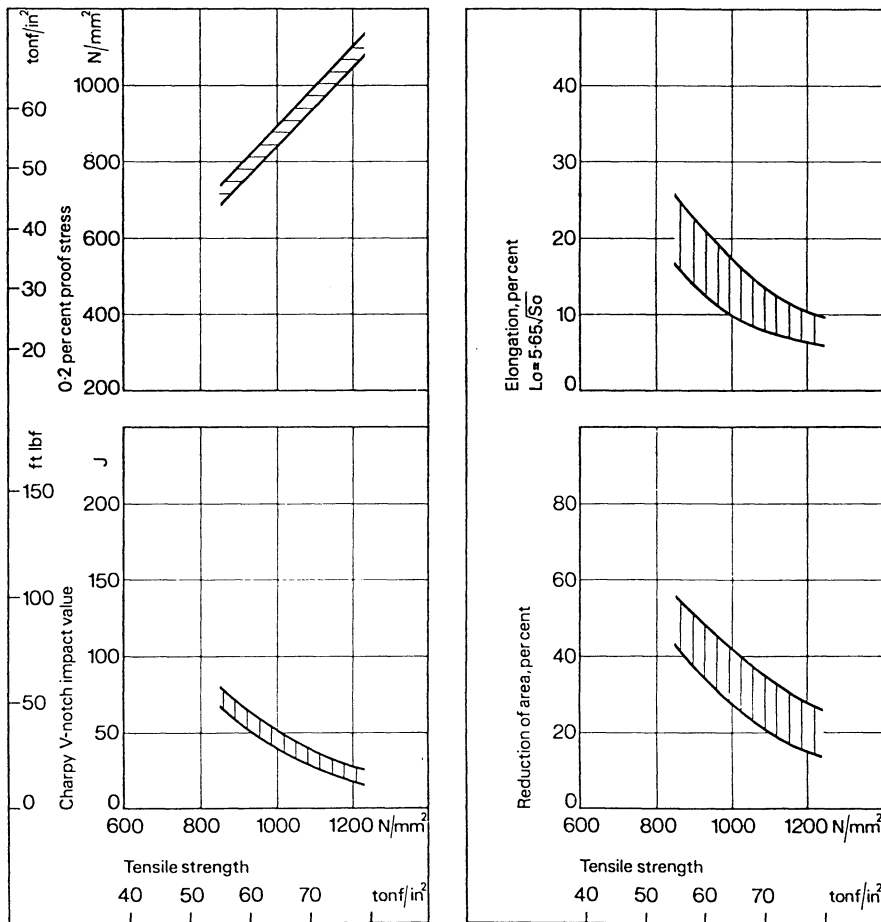 tonf/in²
N/mm²
1000
800
600
400
200
60
50
40
30
20
0·2 per cent proof stress
40
30
20
10
0
Elongation, per cent
Lo=5·65√So
ft lbf
J
200
150
100
50
0
150
100
50
0
Charpy V-notch impact value
600 800 1000 1200 N/mm²
Tensile strength
40 50 60 70 tonf/in²
80
60
40
20
0
Reduction of area, per cent
600 800 1000 1200 N/mm²
Tensile strength
40 50 60 70 tonf/in²